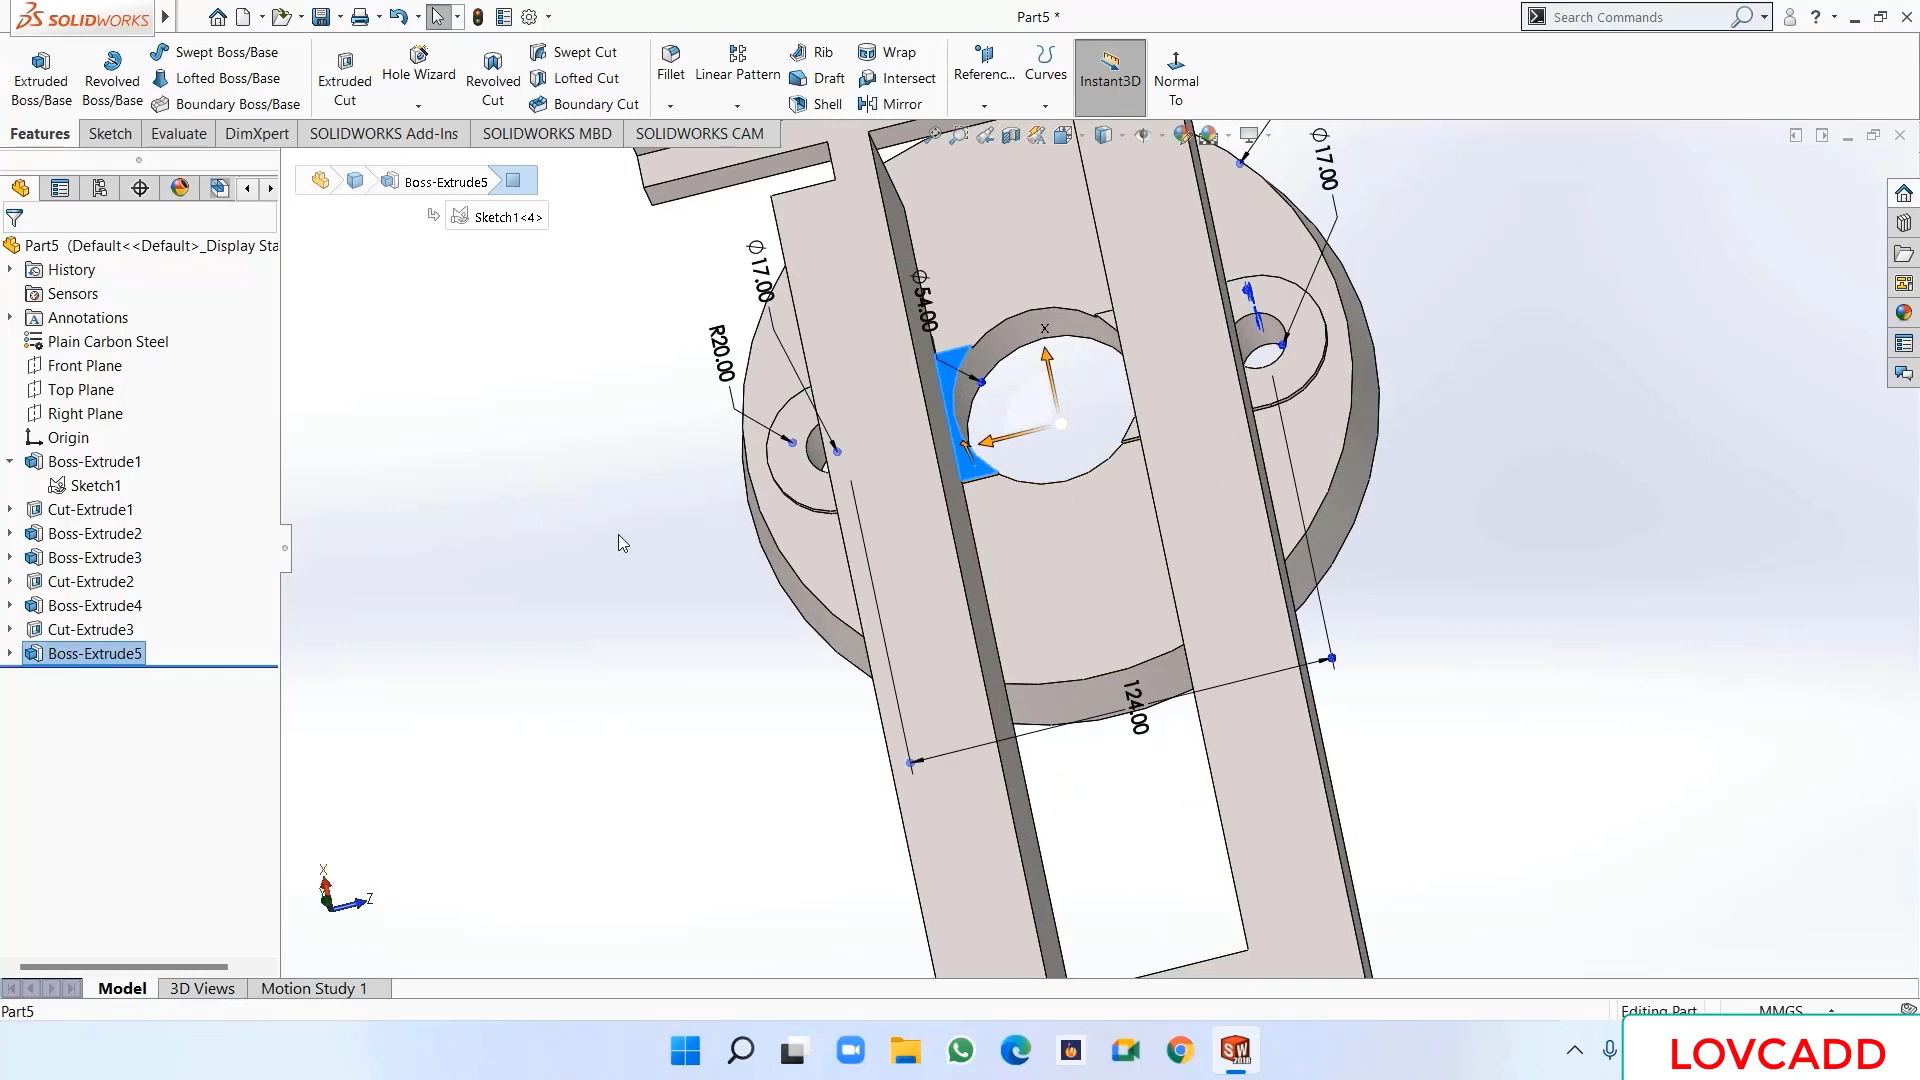 SOLIDWORKS
Part5 *
Search Commands
?
Extruded Boss/Base
Revolved Boss/Base
Swept Boss/Base
Lofted Boss/Base
Boundary Boss/Base
Extruded Cut
Hole Wizard
Revolved Cut
Swept Cut
Lofted Cut
Boundary Cut
Fillet
Linear Pattern
Rib
Draft
Shell
Wrap
Intersect
Mirror
Referenc...
Curves
Instant3D
Normal To
Features
Sketch
Evaluate
DimXpert
SOLIDWORKS Add-Ins
SOLIDWORKS MBD
SOLIDWORKS CAM
Boss-Extrude5
Sketch1<4>
Part5 (Default<<Default>_Display Sta
History
Sensors
Annotations
Plain Carbon Steel
Front Plane
Top Plane
Right Plane
Origin
Boss-Extrude1
Sketch1
Cut-Extrude1
Boss-Extrude2
Boss-Extrude3
Cut-Extrude2
Boss-Extrude4
Cut-Extrude3
Boss-Extrude5
∅17.00
∅17.00
∅54.00
R20.00
X
124.00
X
Z
Model
3D Views
Motion Study 1
Part5
Editing Part
MMGS
SW
2018
LOVCADD